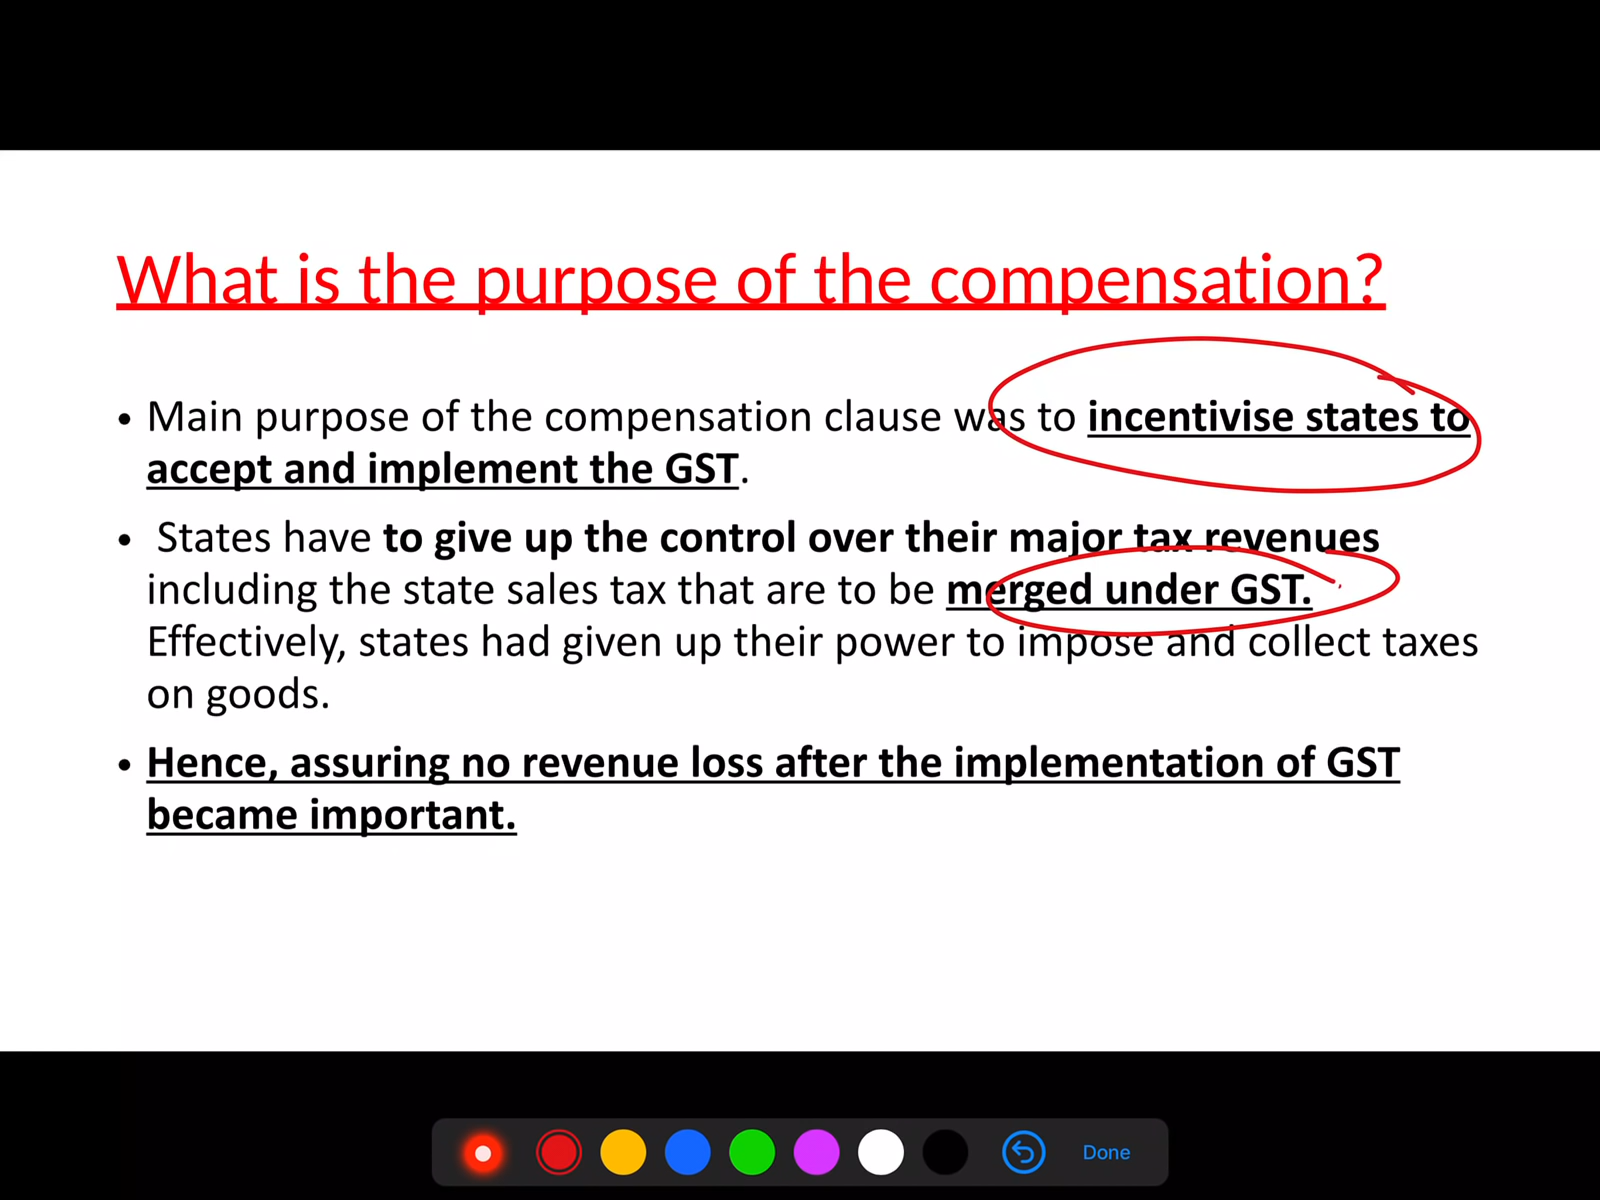 What is the purpose of the compensation?
• Main purpose of the compensation clause was to incentivise states to
accept and implement the GST.
• States have to give up the control over their major tax revenues
including the state sales tax that are to be merged under GST.
Effectively, states had given up their power to impose and collect taxes
on goods.
• Hence, assuring no revenue loss after the implementation of GST
became important.
Done